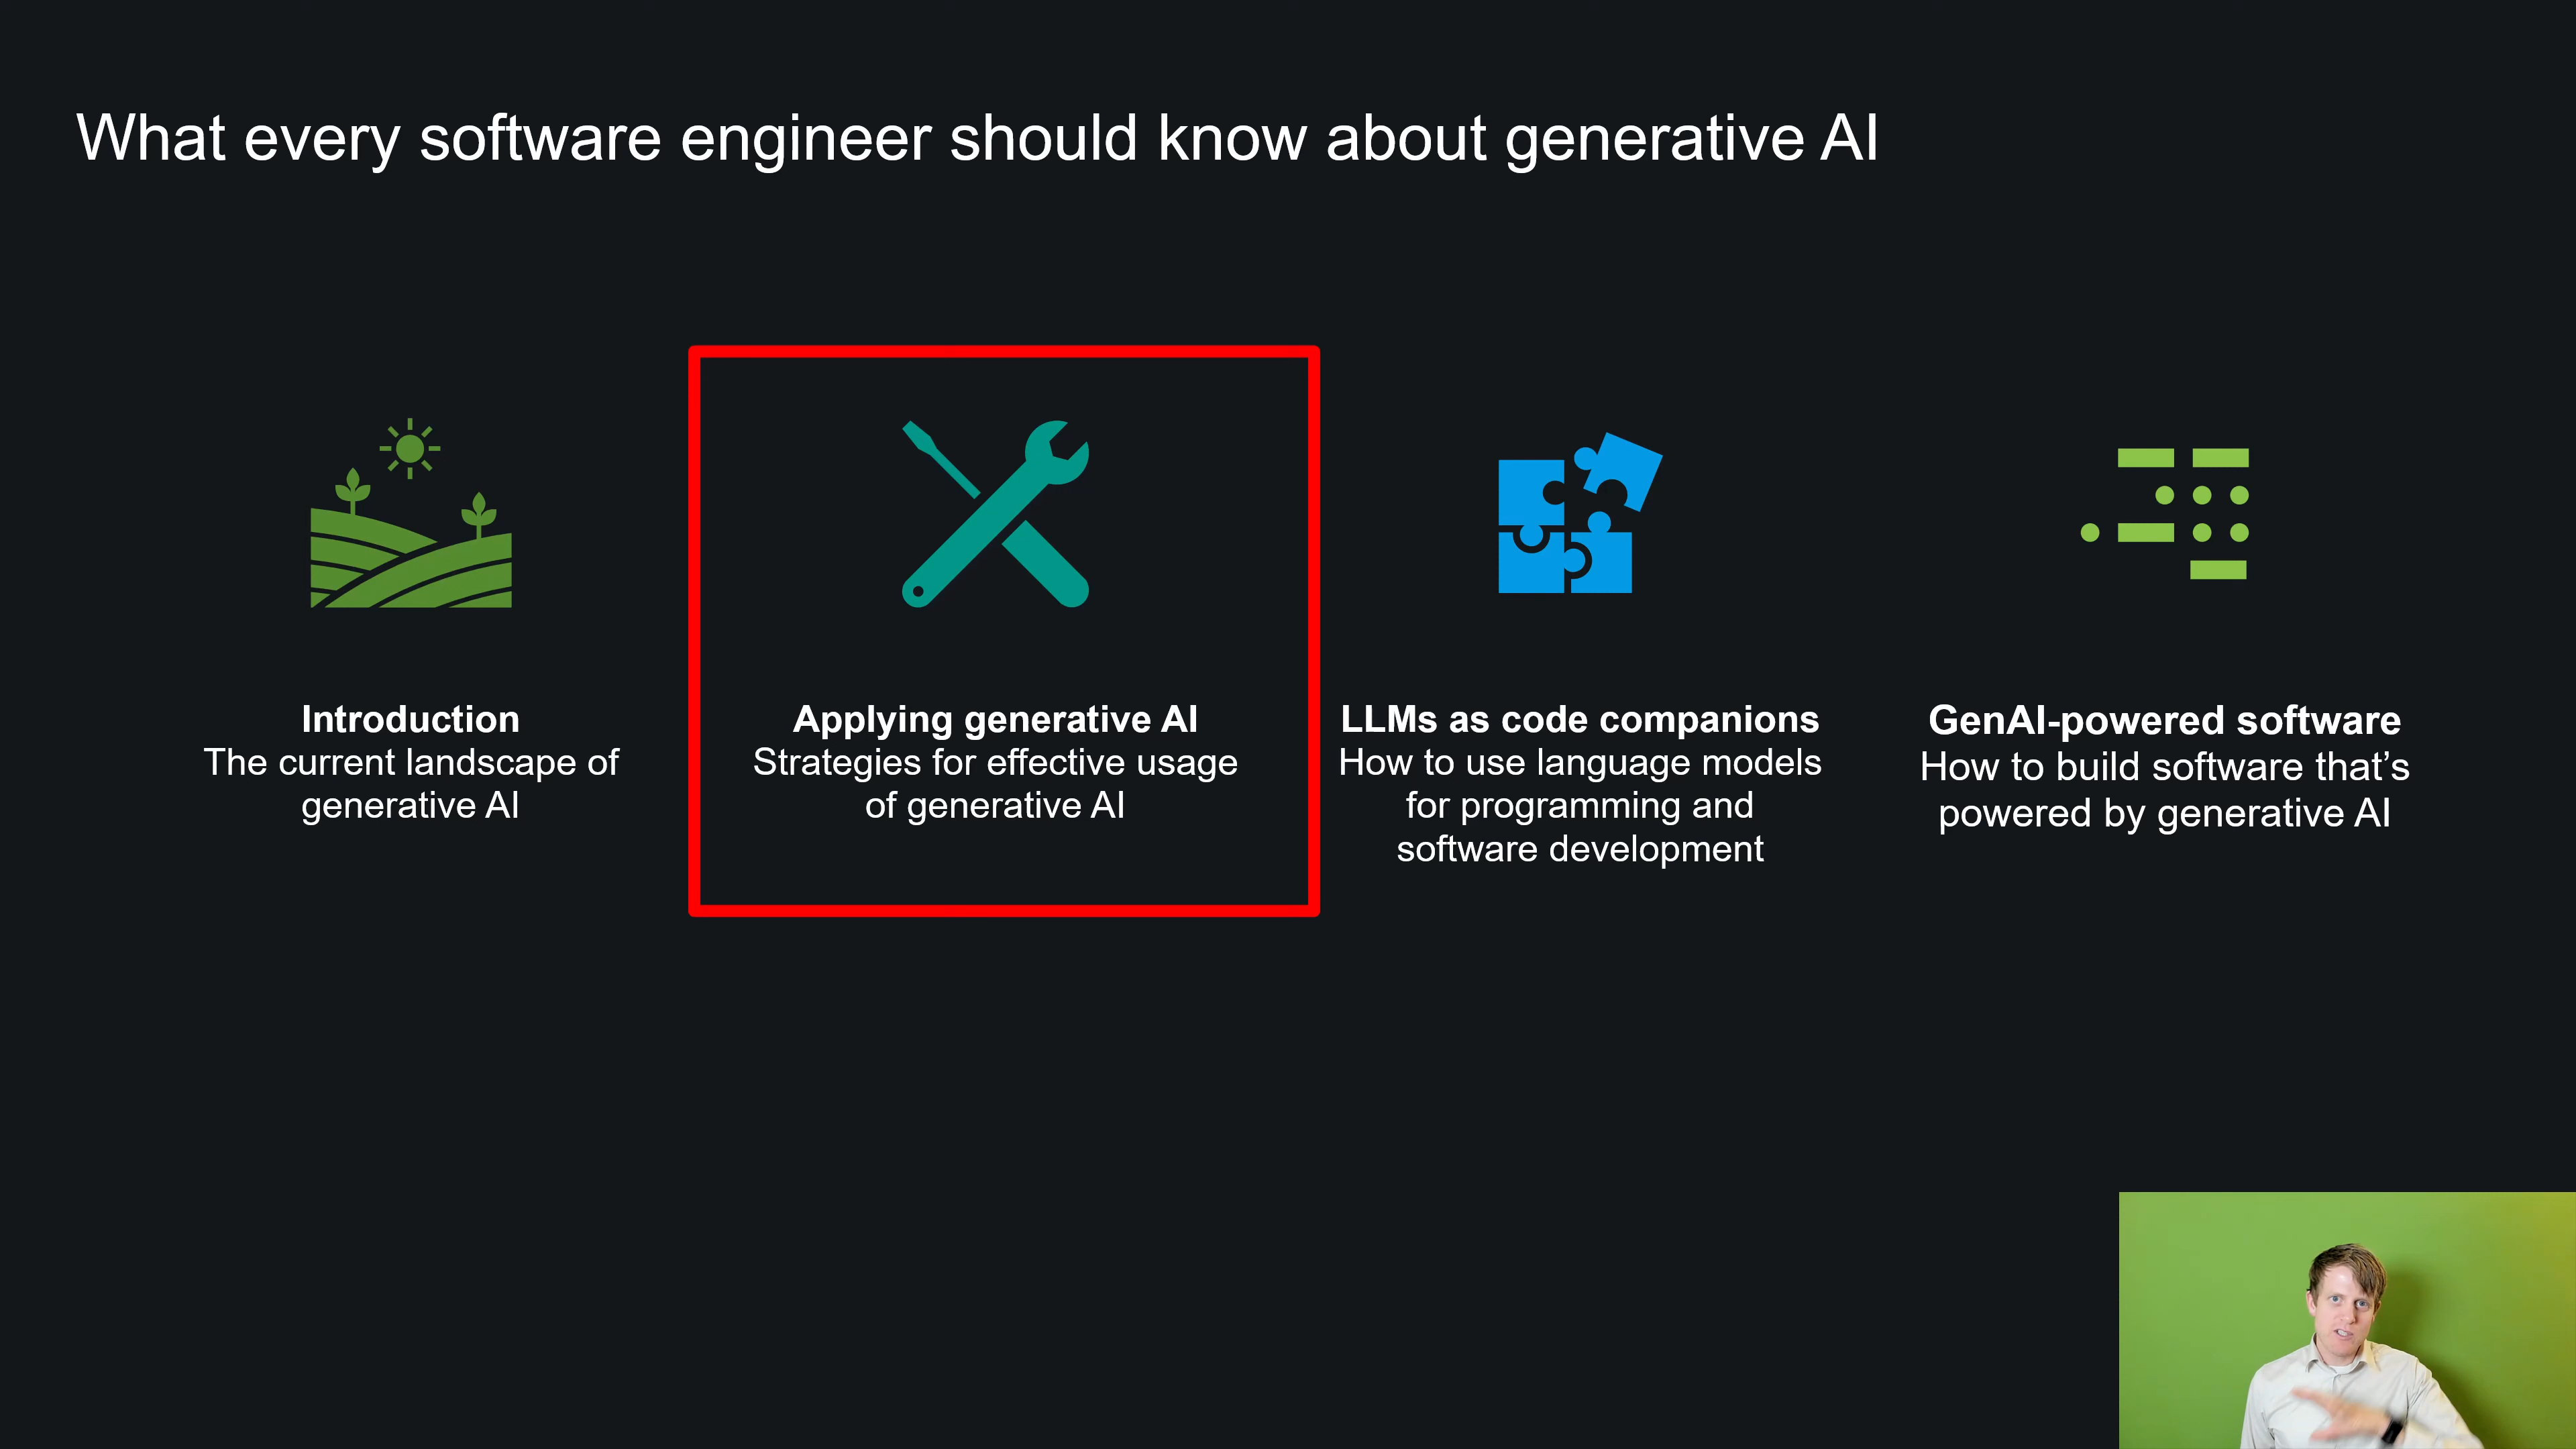 What every software engineer should know about generative AI
Introduction
The current landscape of
generative AI
Applying generative AI
Strategies for effective usage
of generative AI
LLMs as code companions
How to use language models
for programming and
software development
GenAI-powered software
How to build software that’s
powered by generative AI